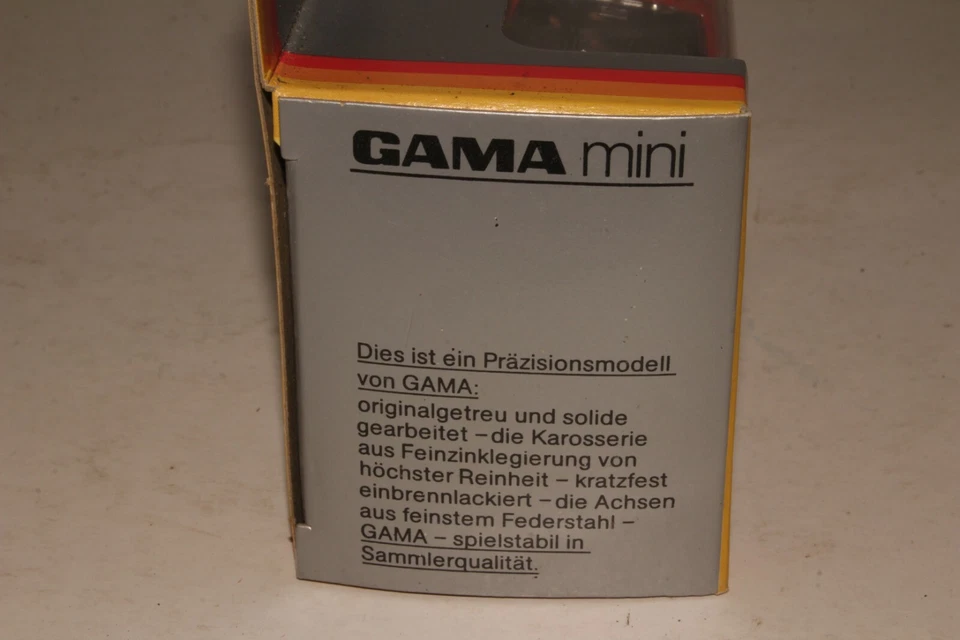 GAMA mini
Dies ist ein Präzisionsmodell
von GAMA:
originalgetreu und solide
gearbeitet – die Karosserie
aus Feinzinklegierung von
höchster Reinheit – kratzfest
einbrennlackiert – die Achsen
aus feinstem Federstahl –
GAMA – spielstabil in
Sammlerqualität.